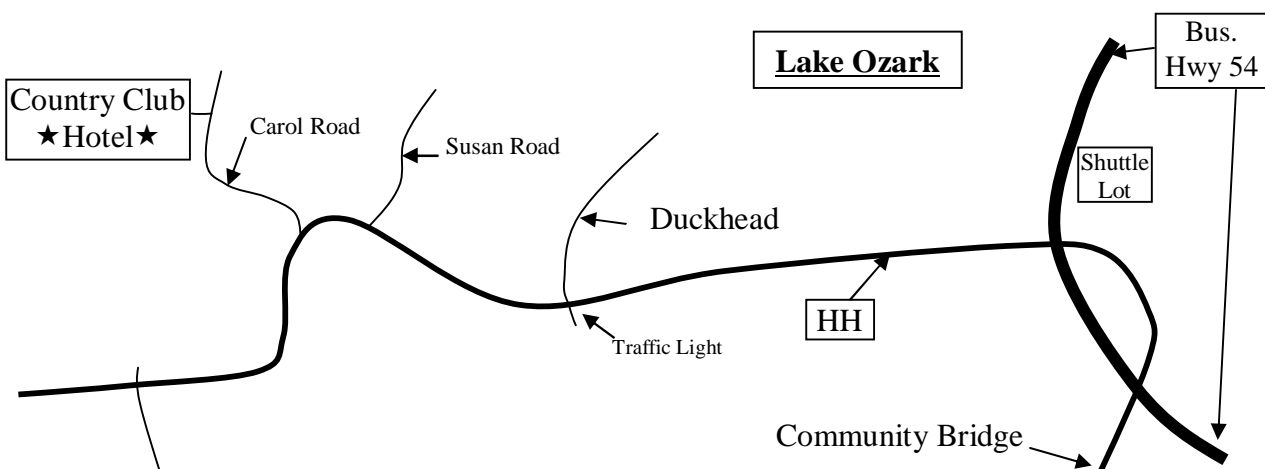 Lake Ozark
Bus.
Hwy 54
Country Club
★Hotel★
Carol Road
Susan Road
Shuttle
Lot
Duckhead
HH
Traffic Light
Community Bridge